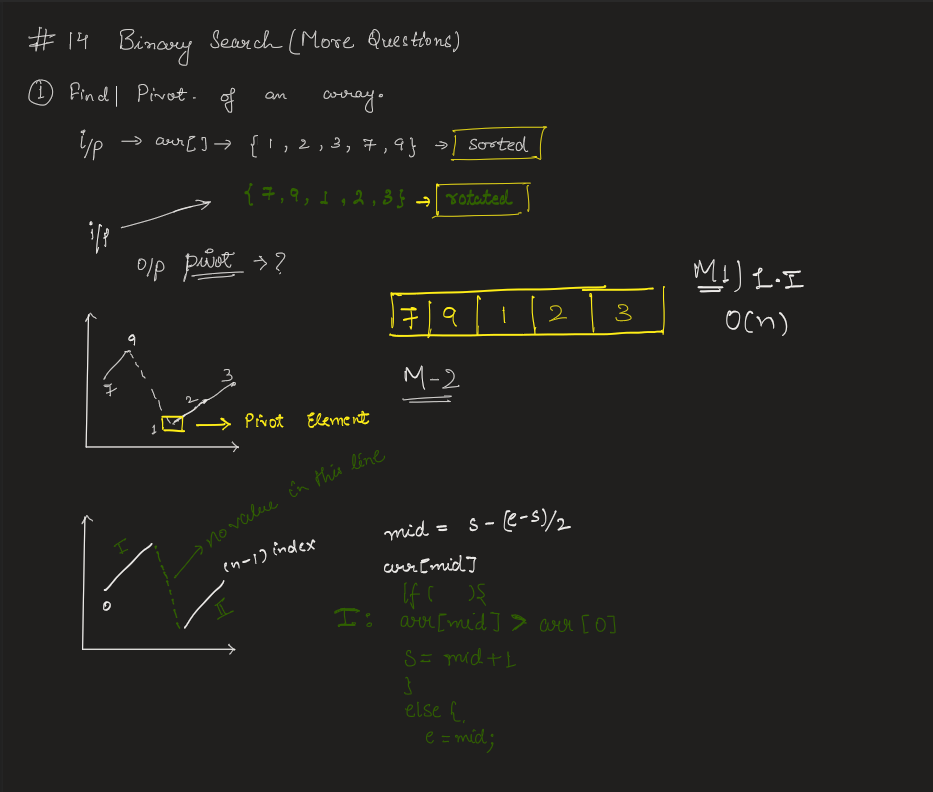 # 14 Binary Search (More Questions)
① Find | Pivot. of an array.
i/p → arr[] → { 1, 2, 3, 7, 9} → sorted
{ 7, 9, 1, 2, 3} → rotated
i/p
o/p pivot → ?
M1) L.I
7 9 1 2 3
O(n)
9
M-2
7
3
2
1
→ Pivot Element
no value in this line
I
(n-1) index
0
II
mid = s - (e-s)/2
arr[mid]
If ( ){
I: arr[mid] > arr [0]
s = mid+1
}
else {
e = mid;